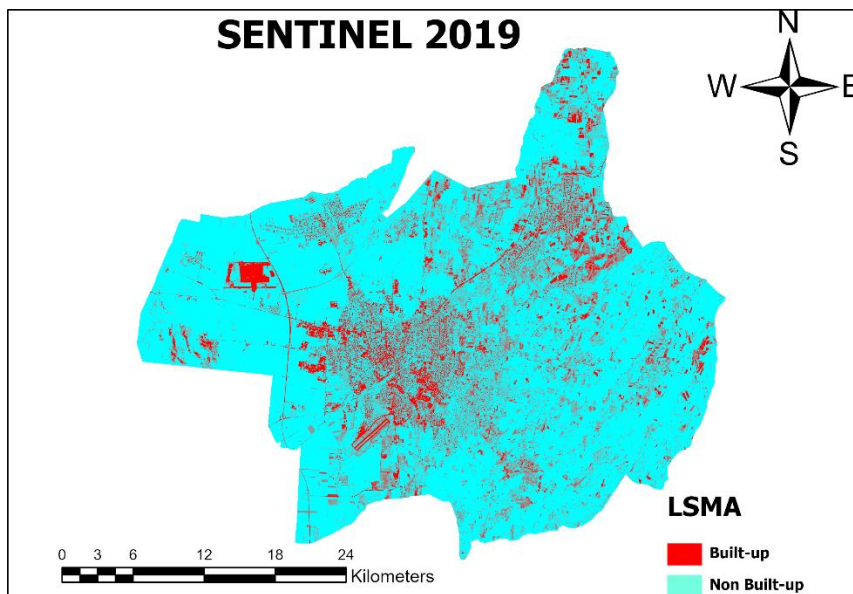 SENTINEL 2019
N
W E
S
LSMA
Built-up
Non Built-up
0 3 6 12 18 24
Kilometers